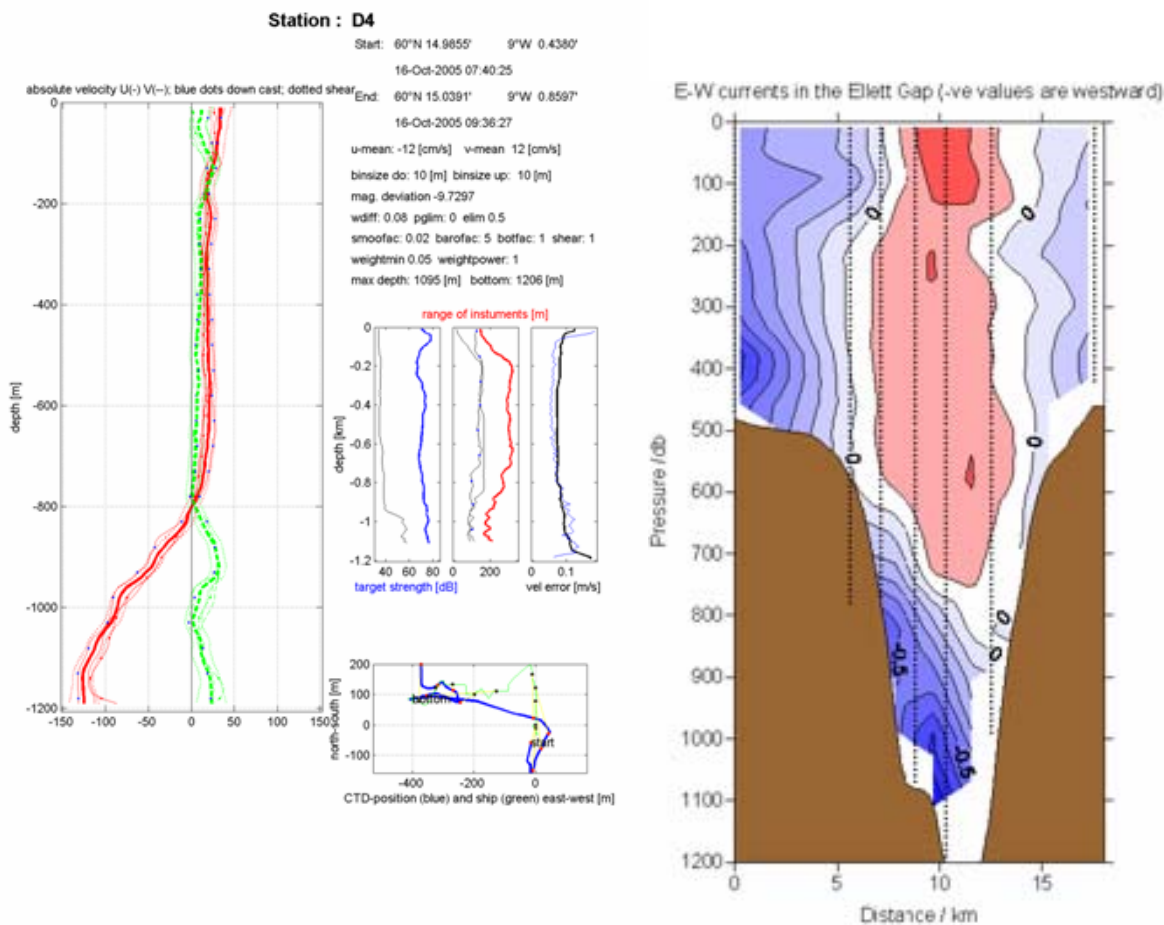 Station : D4
Start: 60°N 14.9855' 9°W 0.4380'
16-Oct-2005 07:40:25
End: 60°N 15.0391' 9°W 0.8597'
16-Oct-2005 09:36:27
u-mean: -12 [cm/s] v-mean 12 [cm/s]
binsize do: 10 [m] binsize up: 10 [m]
mag. deviation -9.7297
wdiff: 0.08 pglim: 0 elim 0.5
smoofac: 0.02 barofac: 5 botfac: 1 shear: 1
weightmin 0.05 weightpower: 1
max depth: 1095 [m] bottom: 1206 [m]
absolute velocity U(-) V(--); blue dots down cast; dotted shear
0
-200
-400
-600
-800
-1000
-1200
depth [m]
-150 -100 -50 0 50 100 150
range of instuments [m]
0
-0.2
-0.4
-0.6
-0.8
-1
-1.2
depth [km]
40 60 80
0 200
0 0.1
target strength [dB]
vel error [m/s]
200
100
0
-100
north-south [m]
bottom
start
-400 -200 0
CTD-position (blue) and ship (green) east-west [m]
E-W currents in the Ellett Gap (-ve values are westward)
0
100
200
300
400
500
600
700
800
900
1000
1100
1200
Pressure /db
0
0
0
0
0
0
-0.5
-0.5
0 5 10 15
Distance / km